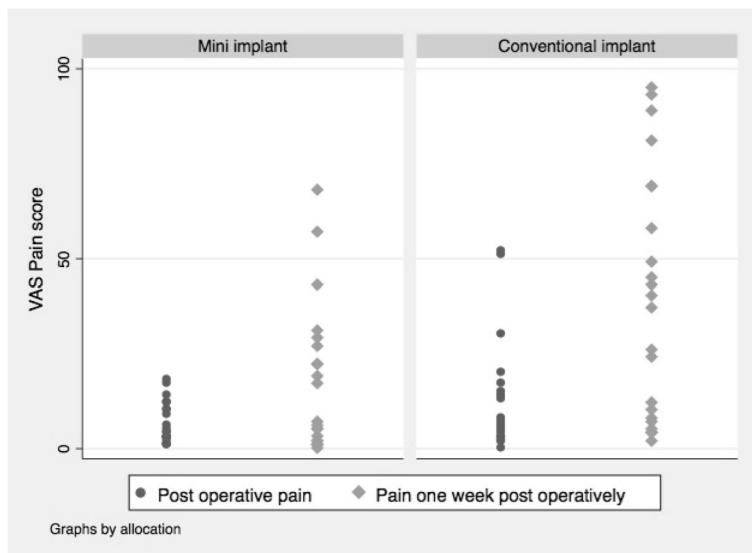 Mini implant
Conventional implant
100
50
0
VAS Pain score
Post operative pain
Pain one week post operatively
Graphs by allocation